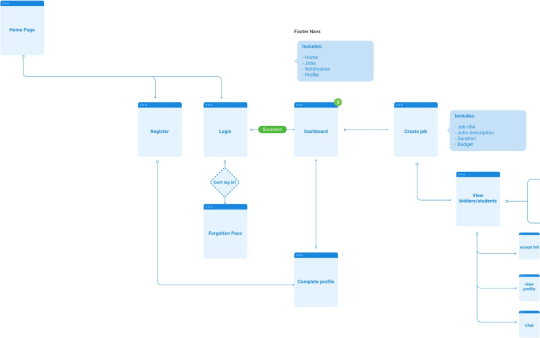 Home Page
Footer Navs
Includes:
- Home
- Jobs
- Notification
- Profile
Register
Login
Success!
Dashboard
Create job
Includes:
- Job title
- Jobs description
- Duration
- Budget
Can't log in?
View
bidders/students
Forgotten Pass
accept bid
Complete profile
profile
Chat